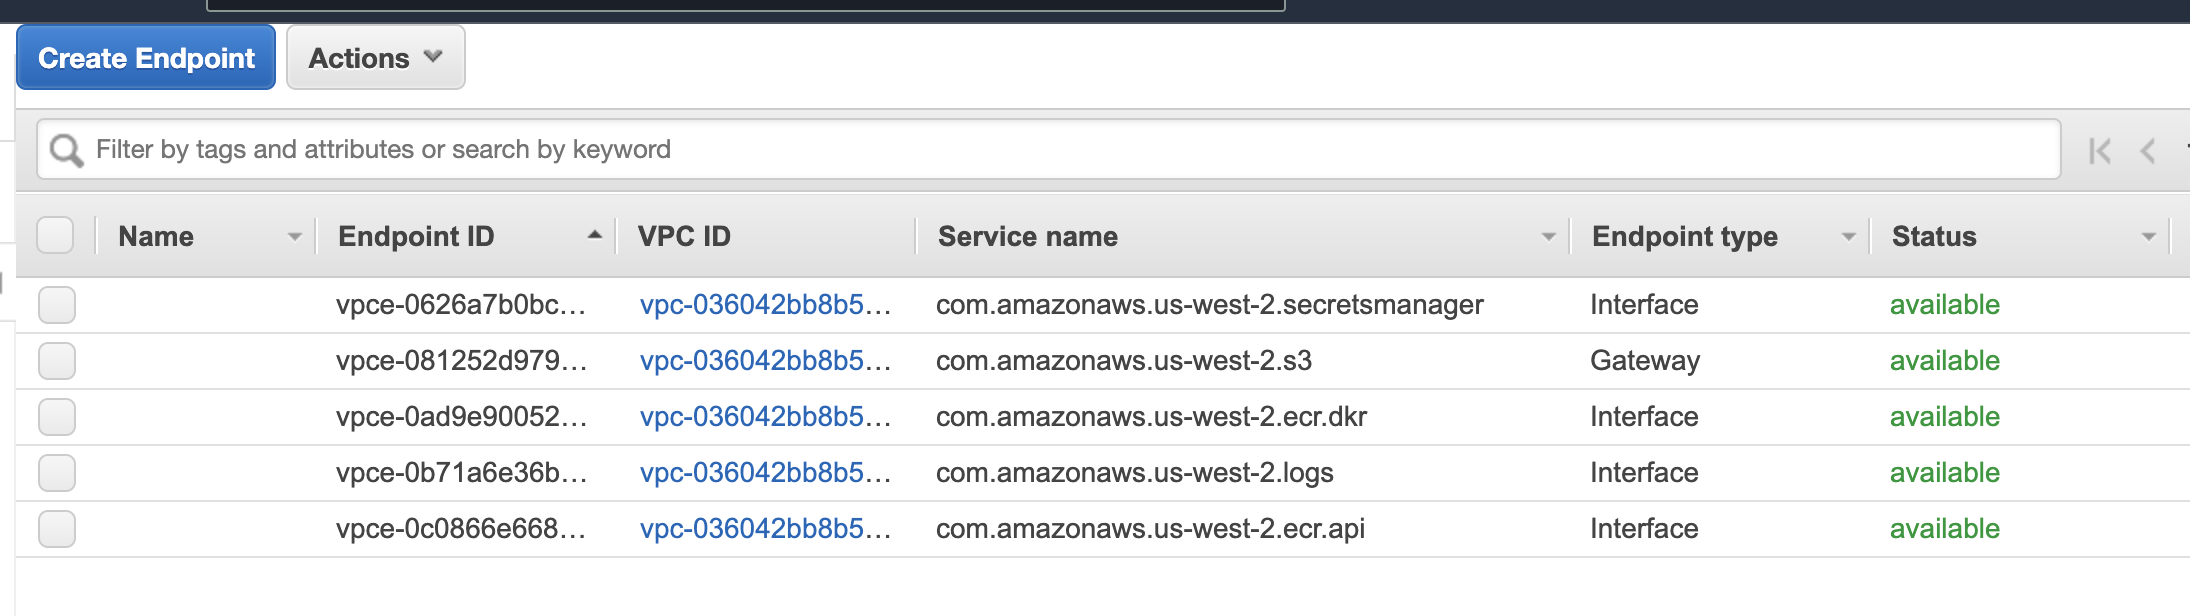 Create Endpoint Actions
Filter by tags and attributes or search by keyword
Name Endpoint ID VPC ID Service name Endpoint type Status
vpce-0626a7b0bc... vpc-036042bb8b5... com.amazonaws.us-west-2.secretsmanager Interface available
vpce-081252d979... vpc-036042bb8b5... com.amazonaws.us-west-2.s3 Gateway available
vpce-0ad9e90052... vpc-036042bb8b5... com.amazonaws.us-west-2.ecr.dkr Interface available
vpce-0b71a6e36b... vpc-036042bb8b5... com.amazonaws.us-west-2.logs Interface available
vpce-0c0866e668... vpc-036042bb8b5... com.amazonaws.us-west-2.ecr.api Interface available